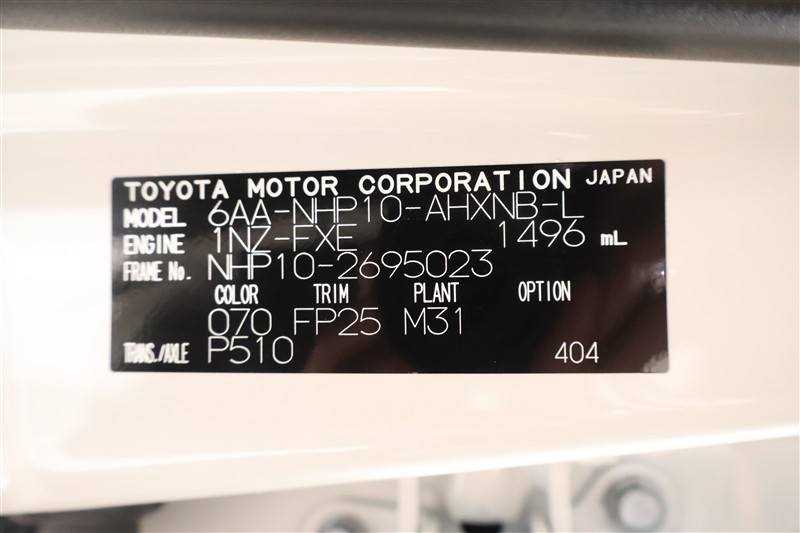 TOYOTA MOTOR CORPORATION JAPAN
MODEL 6AA-NHP10-AHXNB-L
ENGINE 1NZ-FXE 1496 mL
FRAME No. NHP10-2695023
COLOR TRIM PLANT OPTION
070 FP25 M31
TRANS./AXLE P510 404